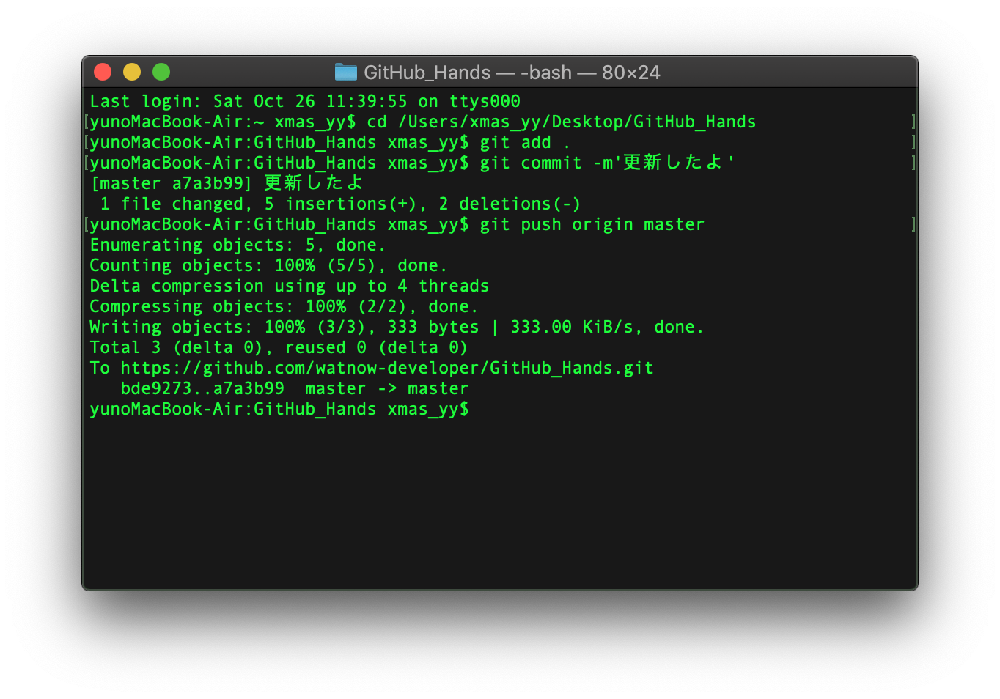 GitHub_Hands — -bash — 80×24
Last login: Sat Oct 26 11:39:55 on ttys000
[yunoMacBook-Air:~ xmas_yy$ cd /Users/xmas_yy/Desktop/GitHub_Hands ]
[yunoMacBook-Air:GitHub_Hands xmas_yy$ git add . ]
[yunoMacBook-Air:GitHub_Hands xmas_yy$ git commit -m'更新したよ' ]
[master a7a3b99] 更新したよ
 1 file changed, 5 insertions(+), 2 deletions(-)
[yunoMacBook-Air:GitHub_Hands xmas_yy$ git push origin master ]
Enumerating objects: 5, done.
Counting objects: 100% (5/5), done.
Delta compression using up to 4 threads
Compressing objects: 100% (2/2), done.
Writing objects: 100% (3/3), 333 bytes | 333.00 KiB/s, done.
Total 3 (delta 0), reused 0 (delta 0)
To https://github.com/watnow-developer/GitHub_Hands.git
   bde9273..a7a3b99  master -> master
yunoMacBook-Air:GitHub_Hands xmas_yy$